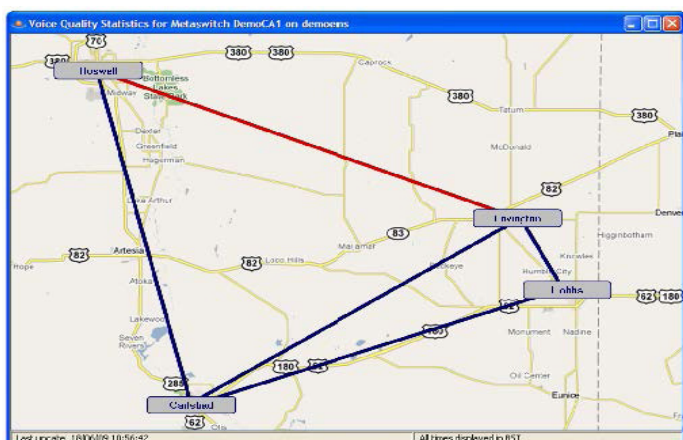 Voice Quality Statistics for Metaswitch DemoCA1 on demoems
70
380
380
380
Caprock
Roswell
Bottomless
Lakes
State Park
Midway
380
Tatum
380
Dexter
McDonald
Greenfield
Hagerman
82
Lake Arthur
Lovington
Denver
83
Higginbotham
Artesia
Maljamar
82
82
Loco Hills
Knowles
Hope
Humble City
Atoka
Hobbs
62
180
62
Lakewood
180
Monument
Nadine
Seven
Rivers
180
62
Oil Center
285
Eunice
Carlsbad
62
Otis
Last update: 18/06/09 10:56:42
All times displayed in BST